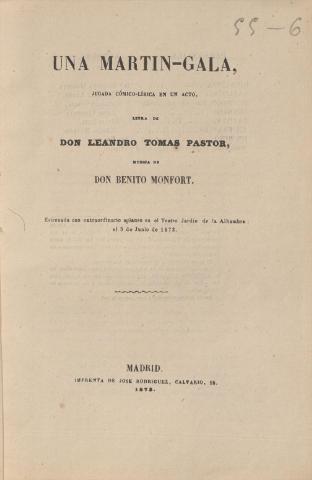 55-6
UNA MARTIN-GALA,
JUGADA CÓMICO-LÍRICA EN UN ACTO,
LETRA DE
DON LEANDRO TOMAS PASTOR,
MUSICA DE
DON BENITO MONFORT.
Estrenada con extraordinario aplauso en el Teatro Jardin de la Alhambra
el 5 de Junio de 1873.
MADRID.
IMPRENTA DE JOSÉ RODRIGUEZ, CALVARIO, 18.
1873.